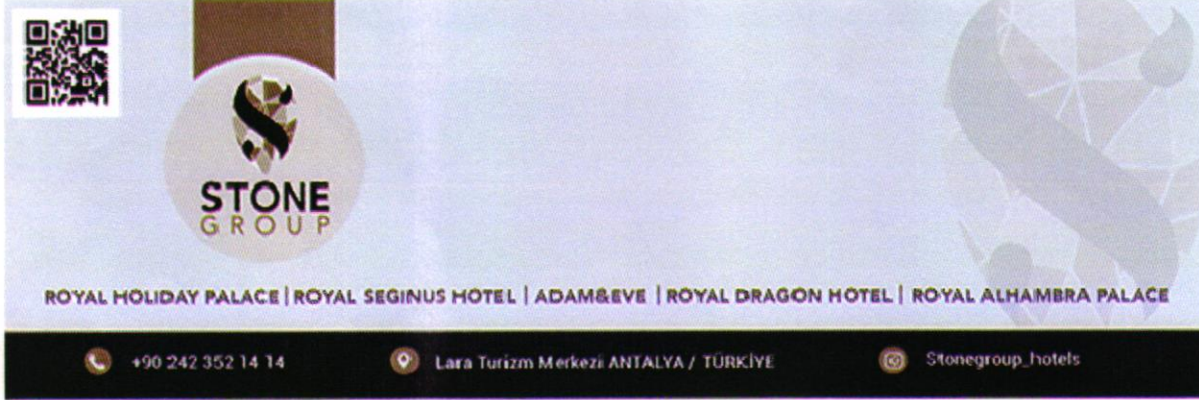 STONE
GROUP
ROYAL HOLIDAY PALACE | ROYAL SEGINUS HOTEL | ADAM&EVE | ROYAL DRAGON HOTEL | ROYAL ALHAMBRA PALACE
+90 242 352 14 14 Lara Turizm Merkezi ANTALYA / TÜRKİYE Stonegroup_hotels